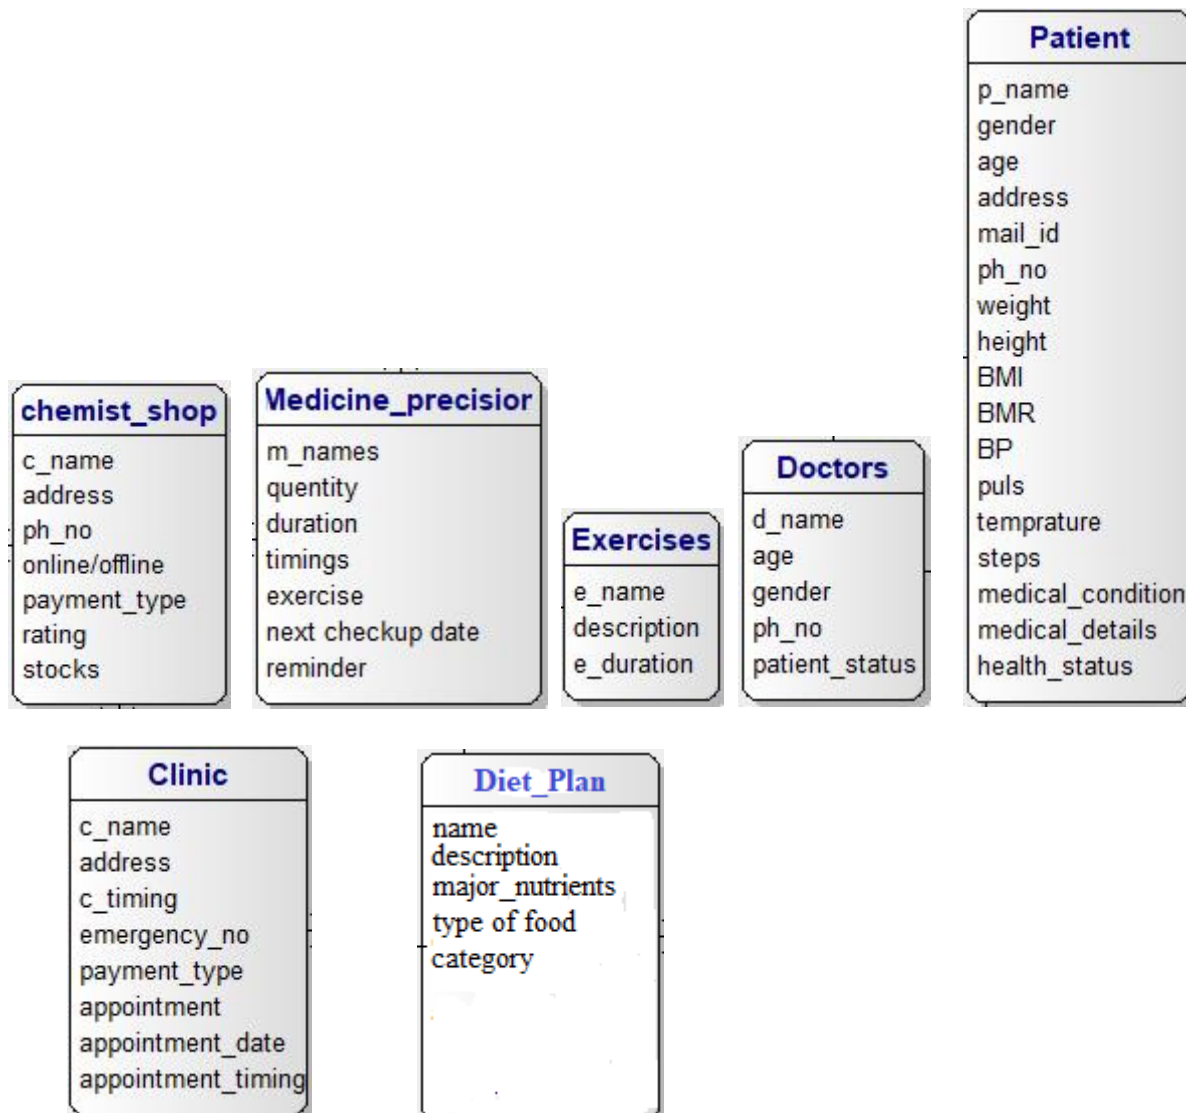 Patient
p_name
gender
age
address
mail_id
ph_no
weight
height
BMI
BMR
BP
puls
temprature
steps
medical_condition
medical_details
health_status
chemist_shop
c_name
address
ph_no
online/offline
payment_type
rating
stocks
Medicine_precisior
m_names
quentity
duration
timings
exercise
next checkup date
reminder
Exercises
e_name
description
e_duration
Doctors
d_name
age
gender
ph_no
patient_status
Clinic
c_name
address
c_timing
emergency_no
payment_type
appointment
appointment_date
appointment_timing
Diet_Plan
name
description
major_nutrients
type of food
category